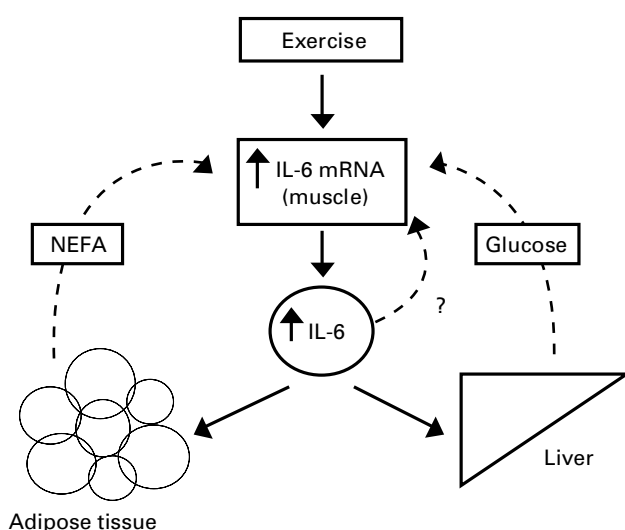 Exercise
IL-6 mRNA
(muscle)
NEFA
Glucose
?
IL-6
Liver
Adipose tissue